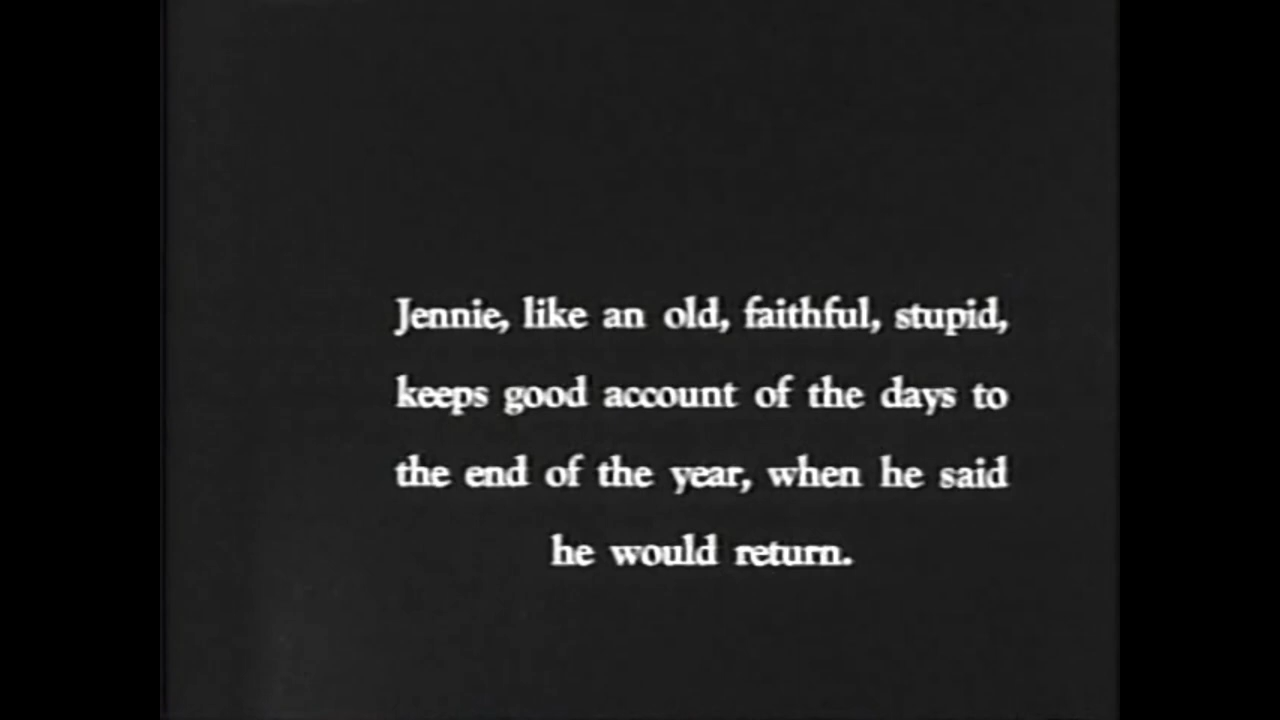 Jennie, like an old, faithful, stupid,
keeps good account of the days to
the end of the year, when he said
he would return.